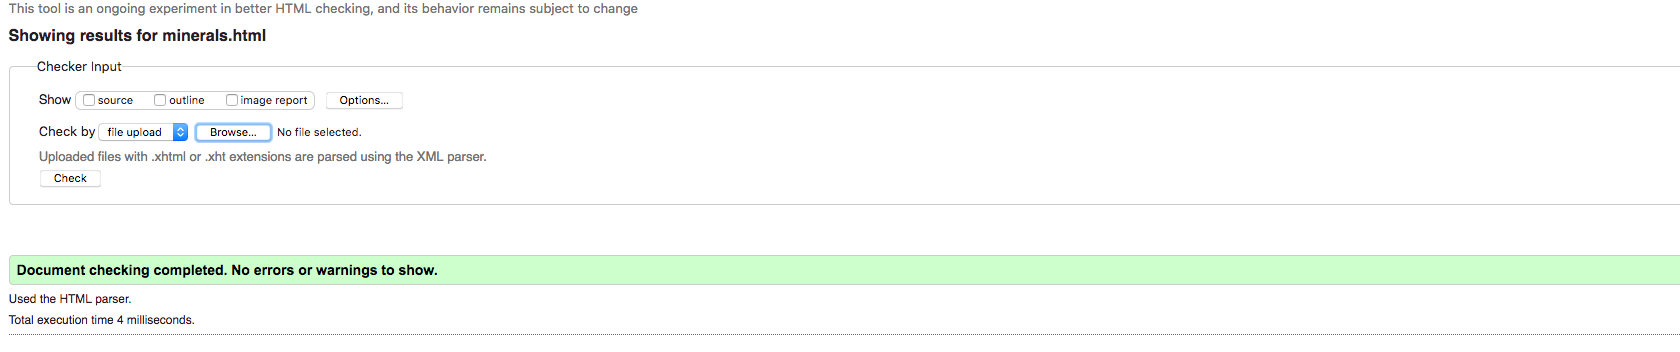 This tool is an ongoing experiment in better HTML checking, and its behavior remains subject to change
Showing results for minerals.html
Checker Input
Show source outline image report Options...
Check by file upload Browse... No file selected.
Uploaded files with .xhtml or .xht extensions are parsed using the XML parser.
Check
Document checking completed. No errors or warnings to show.
Used the HTML parser.
Total execution time 4 milliseconds.